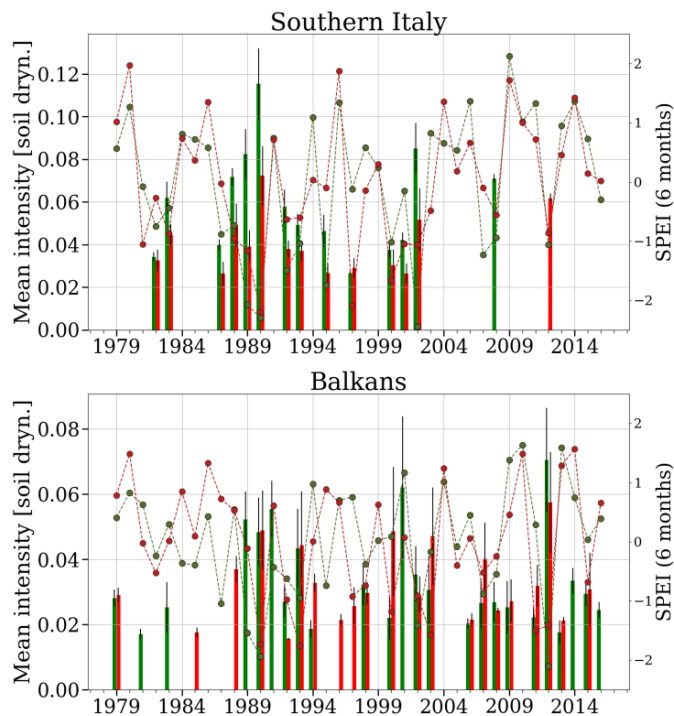 Southern Italy
Mean intensity [soil dryn.]
0.12
0.10
0.08
0.06
0.04
0.02
0.00
2
1
0
−1
−2
SPEI (6 months)
1979 1984 1989 1994 1999 2004 2009 2014
Balkans
Mean intensity [soil dryn.]
0.08
0.06
0.04
0.02
0.00
2
1
0
−1
−2
SPEI (6 months)
1979 1984 1989 1994 1999 2004 2009 2014